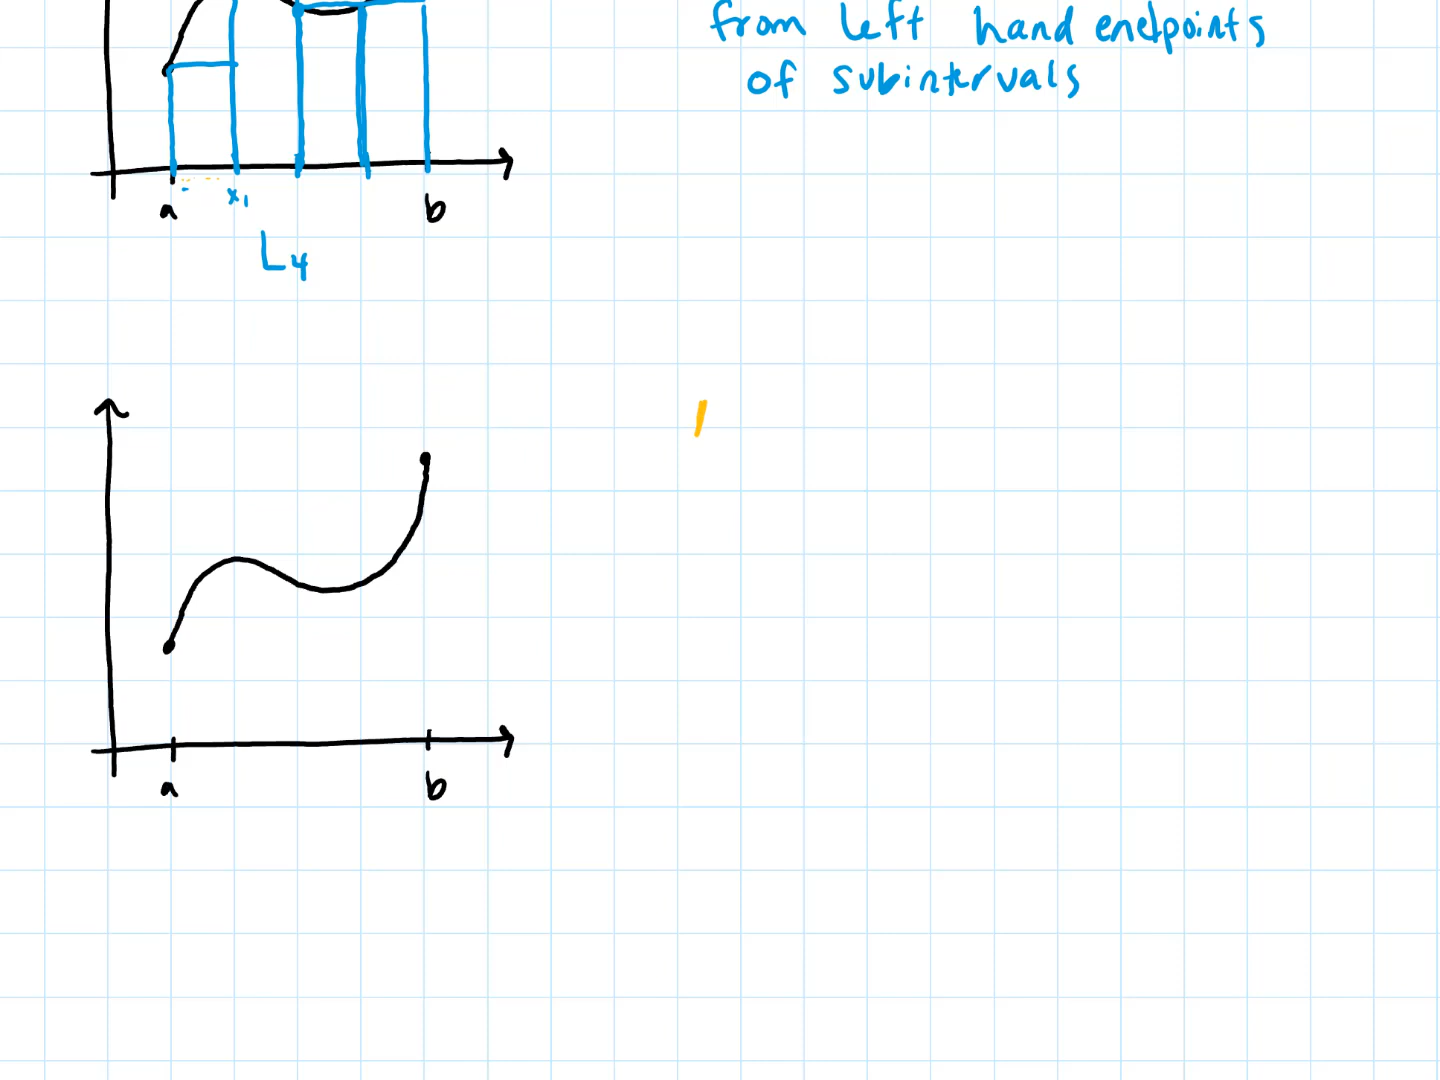 from left hand endpoints
of subintervals
x₁
a b
L₄
a b